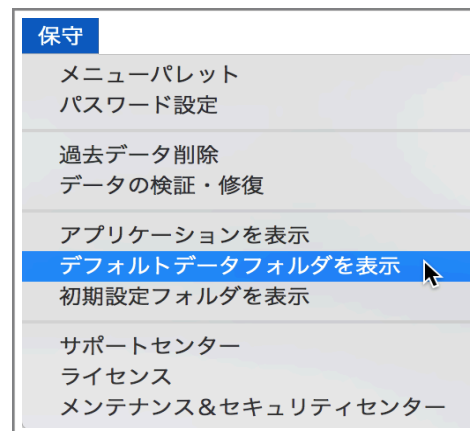 保守
メニューパレット
パスワード設定
過去データ削除
データの検証・修復
アプリケーションを表示
デフォルトデータフォルダを表示
初期設定フォルダを表示
サポートセンター
ライセンス
メンテナンス＆セキュリティセンター